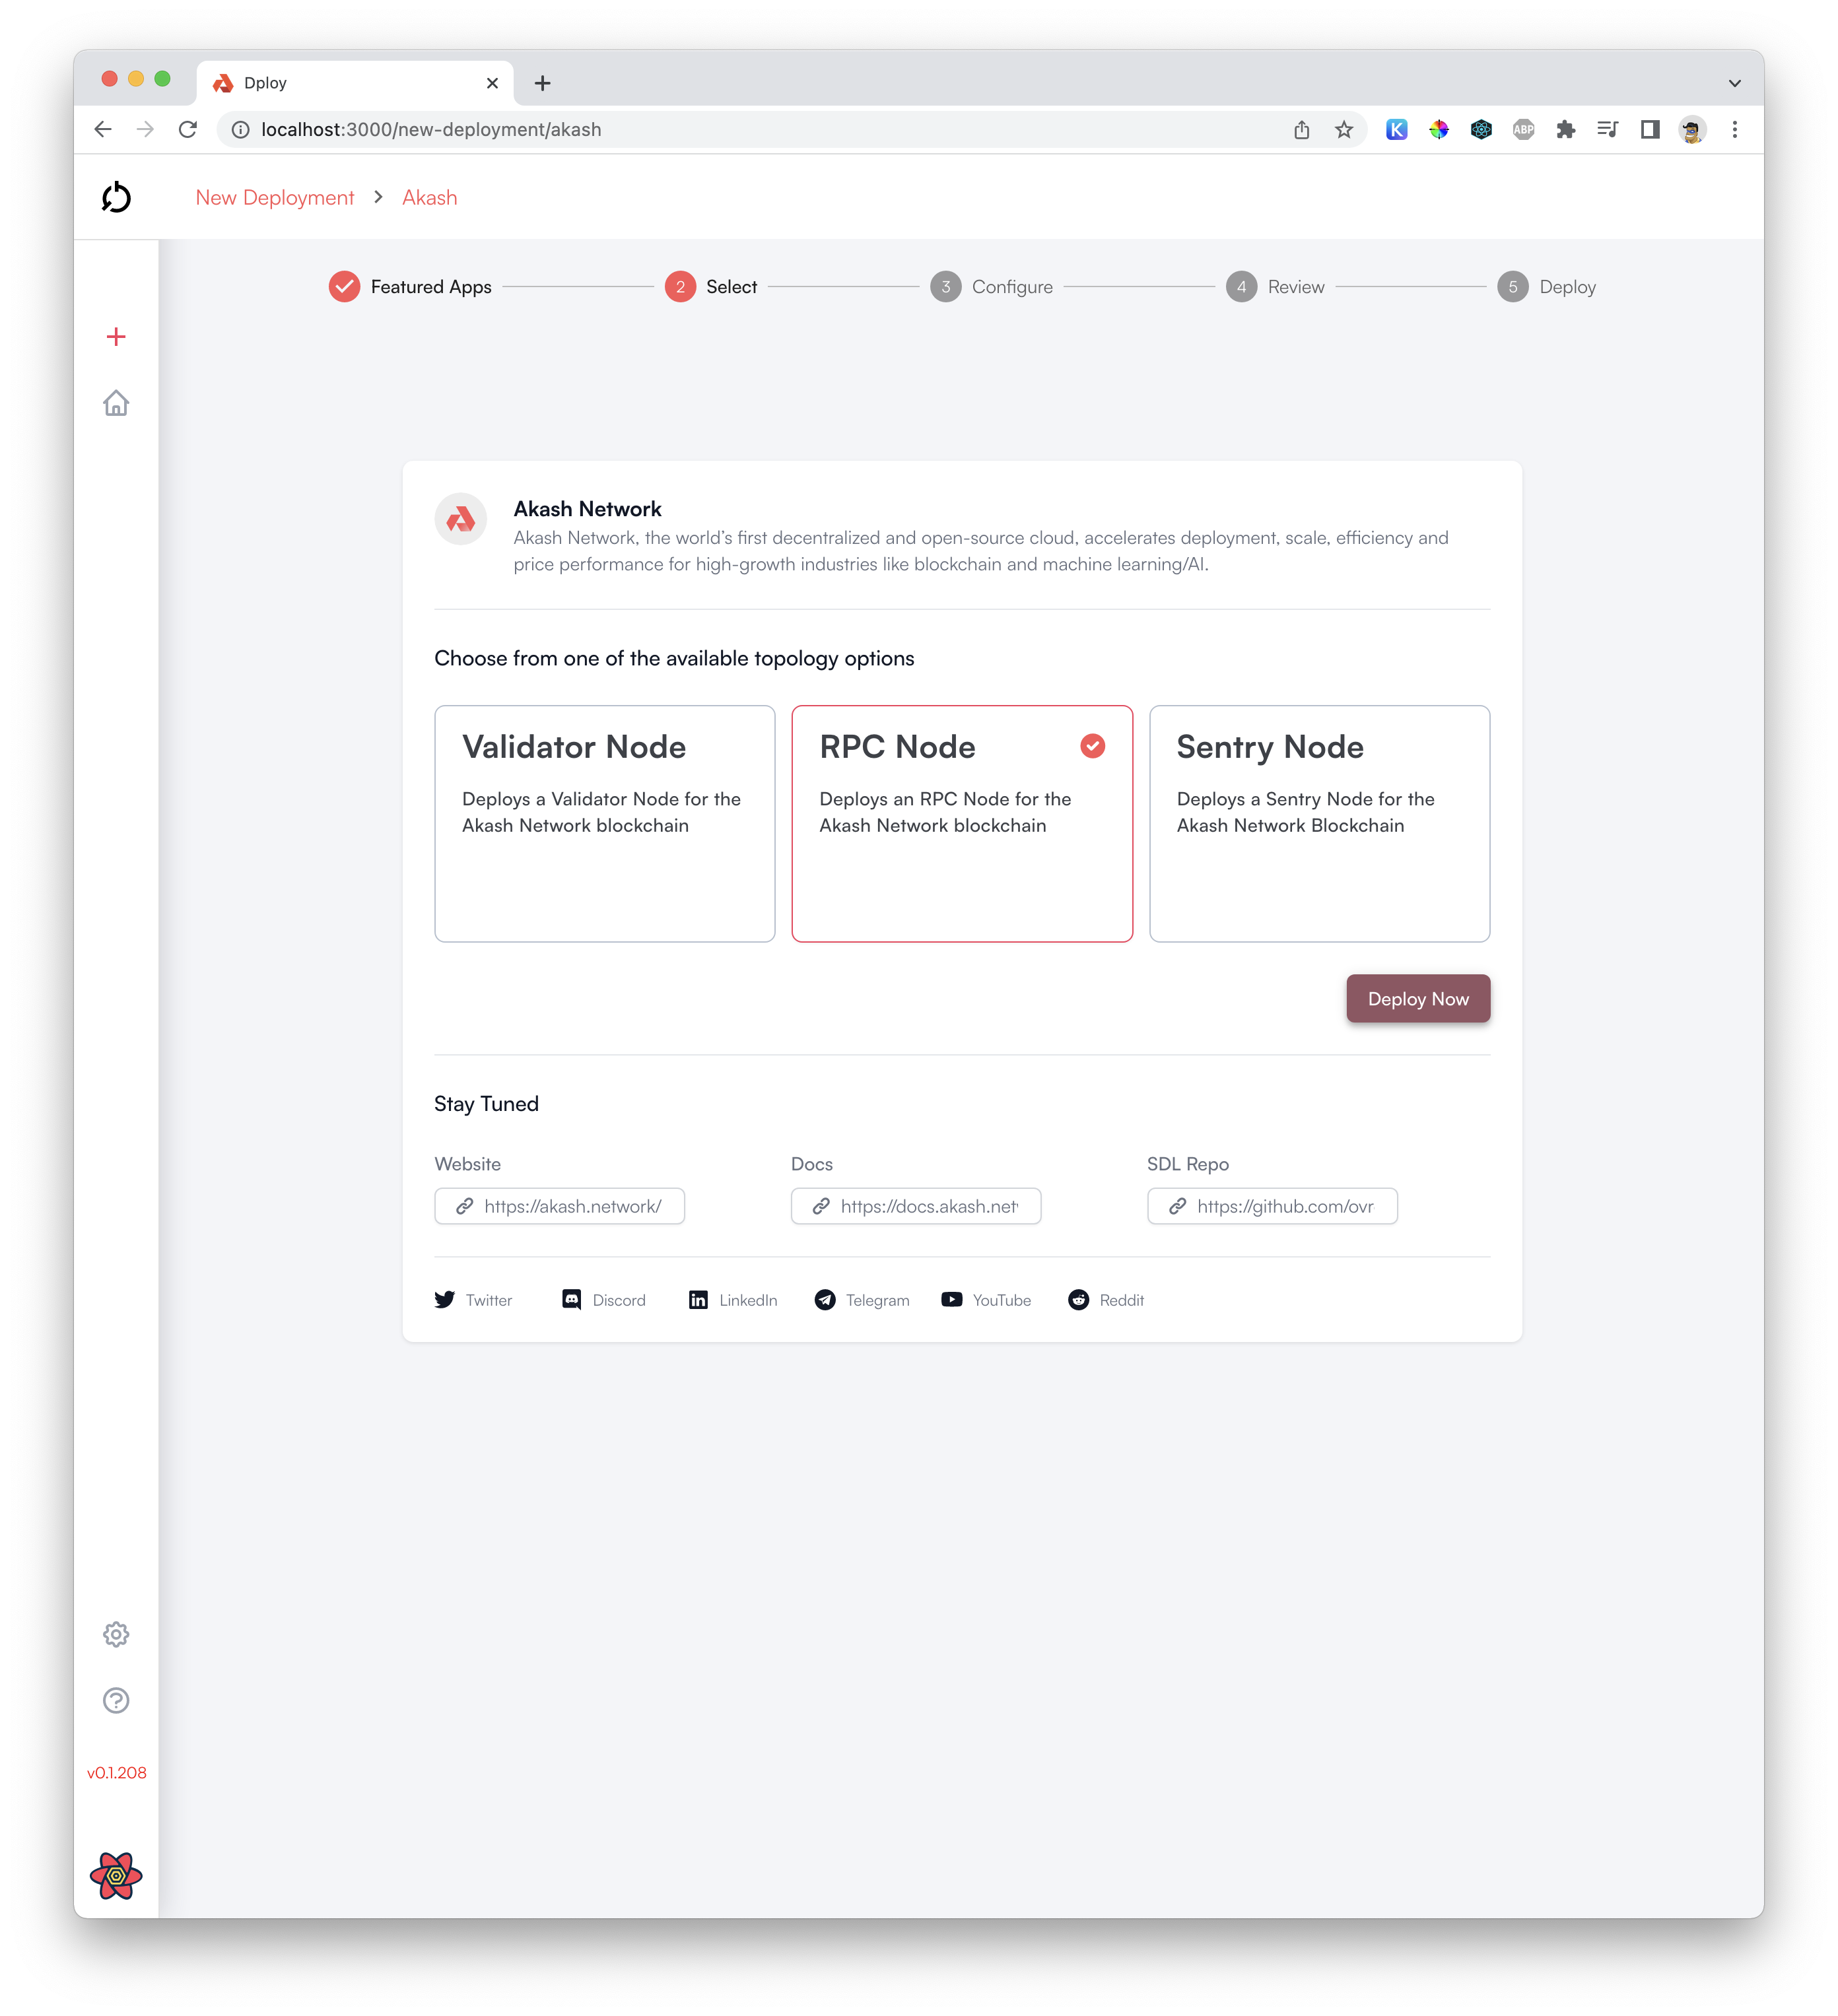 Dploy
localhost:3000/new-deployment/akash
ABP
New Deployment > Akash
Featured Apps
2 Select
3 Configure
4 Review
5 Deploy
Akash Network
Akash Network, the world’s first decentralized and open-source cloud, accelerates deployment, scale, efficiency and
price performance for high-growth industries like blockchain and machine learning/AI.
Choose from one of the available topology options
Validator Node
Deploys a Validator Node for the
Akash Network blockchain
RPC Node
Deploys an RPC Node for the
Akash Network blockchain
Sentry Node
Deploys a Sentry Node for the
Akash Network Blockchain
Deploy Now
Stay Tuned
Website
https://akash.network/
Docs
https://docs.akash.net
SDL Repo
https://github.com/ovr
Twitter
Discord
LinkedIn
Telegram
YouTube
Reddit
v0.1.208